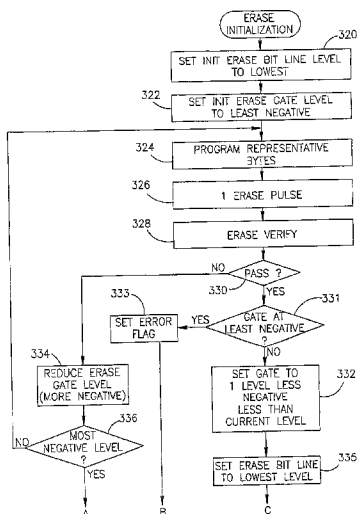 ERASE
INITIALIZATION
320
SET INIT ERASE BIT LINE LEVEL
TO LOWEST
322
SET INIT ERASE GATE LEVEL
TO LEAST NEGATIVE
324
PROGRAM REPRESENTATIVE
BYTES
326
1 ERASE PULSE
328
ERASE VERIFY
NO
PASS ?
330
YES
333
331
SET ERROR
FLAG
YES
GATE AT
LEAST NEGATIVE
?
NO
334
REDUCE ERASE
GATE LEVEL
(MORE NEGATIVE)
332
SET GATE TO
1 LEVEL LESS
NEGATIVE
LESS THAN
CURRENT LEVEL
336
NO
MOST
NEGATIVE LEVEL
?
YES
335
SET ERASE BIT LINE
TO LOWEST LEVEL
A
B
C